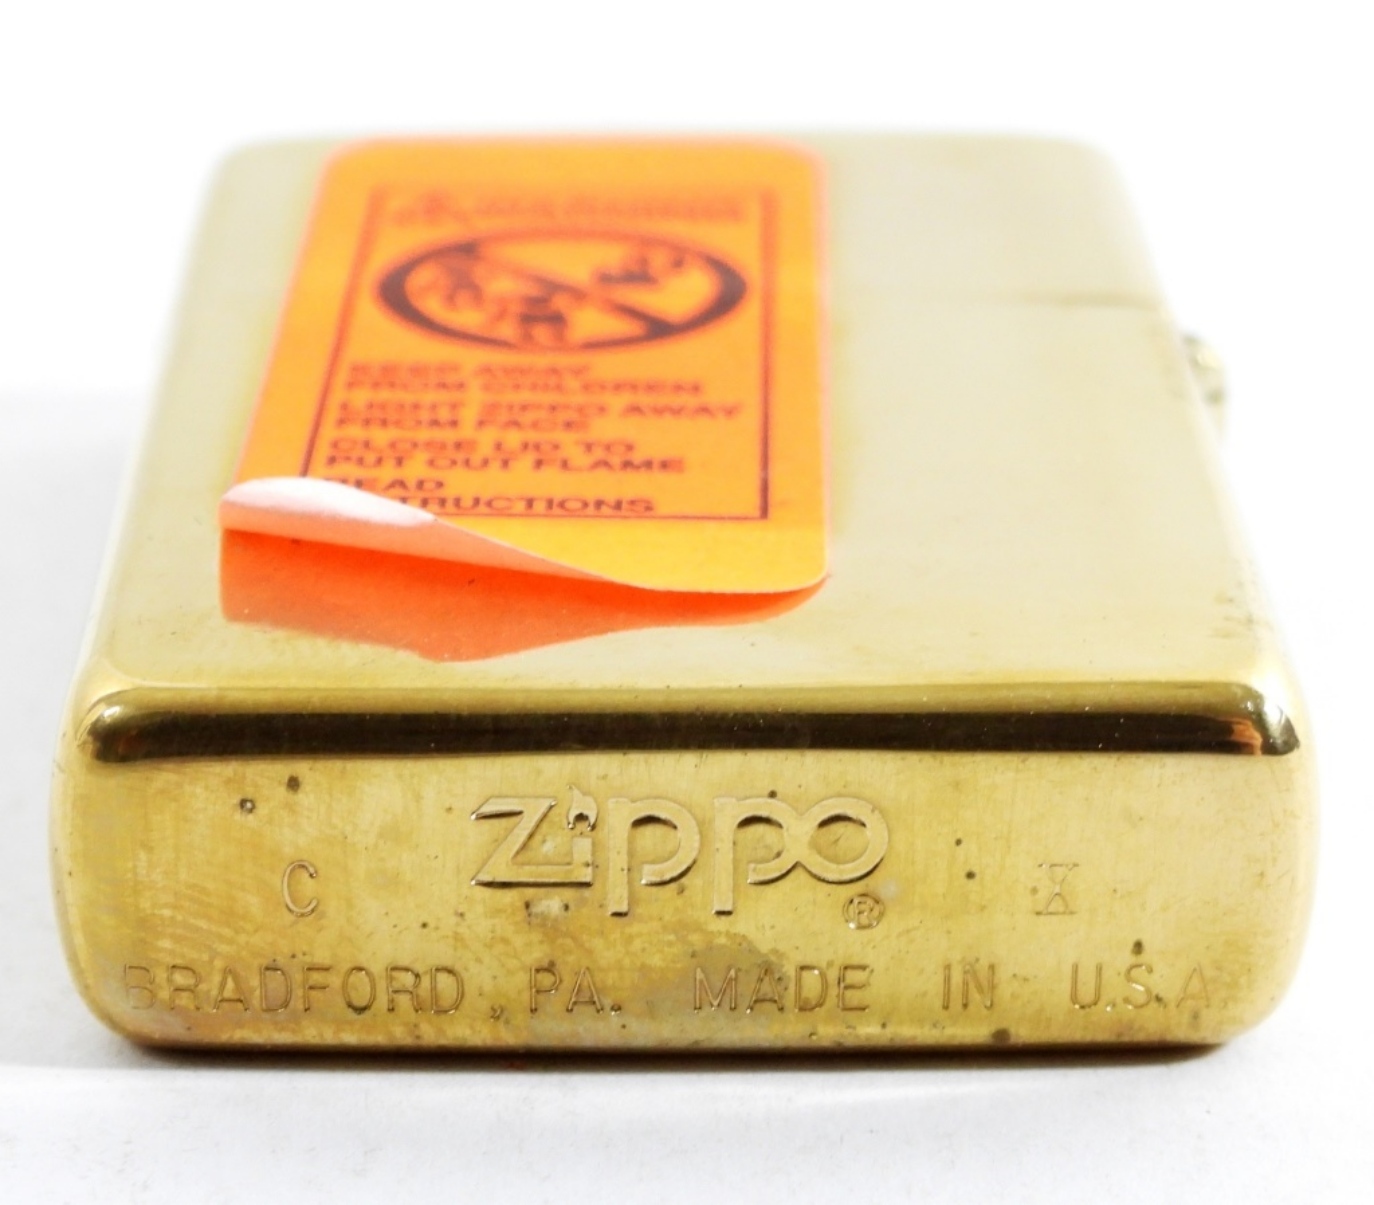 KEEP AWAY
FROM CHILDREN
LIGHT ZIPPO AWAY
FROM FACE
CLOSE LID TO
PUT OUT FLAME
READ
INSTRUCTIONS
Zippo®
C X
BRADFORD, PA. MADE IN U.S.A.